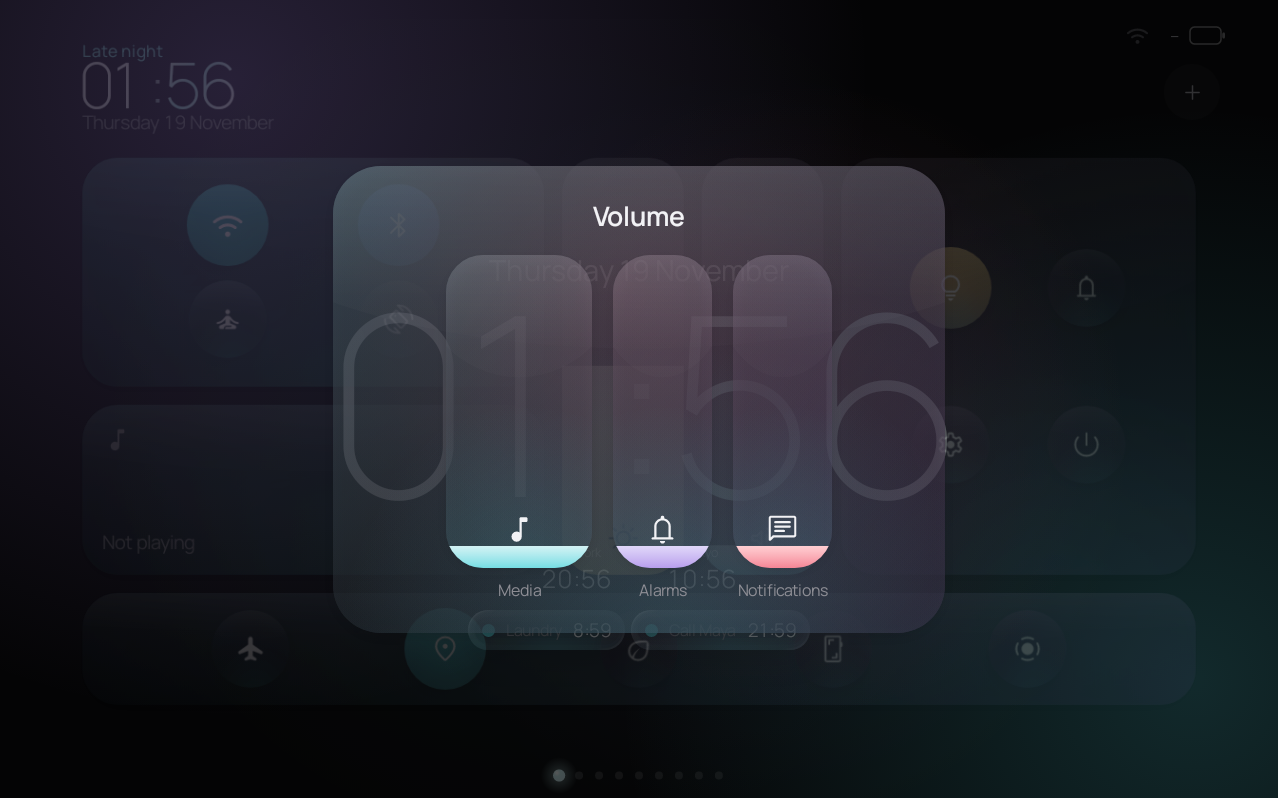 Late night
01:56
Thursday 19 November
Volume
Thursday 19 November
01:56
Not playing
20:56 10:56
Media Alarms Notifications
Laundry 8:59 Call Maya 21:59